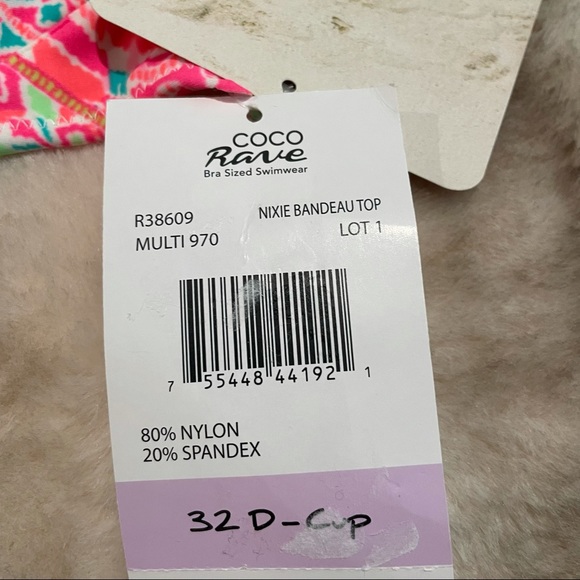 COCO
Rave
Bra Sized Swimwear
R38609 NIXIE BANDEAU TOP
MULTI 970 LOT 1
7 55448 44192 1
80% NYLON
20% SPANDEX
32 D-Cup